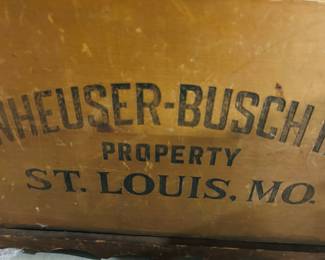 NHEUSER-BUSCH
PROPERTY
ST. LOUIS, MO.